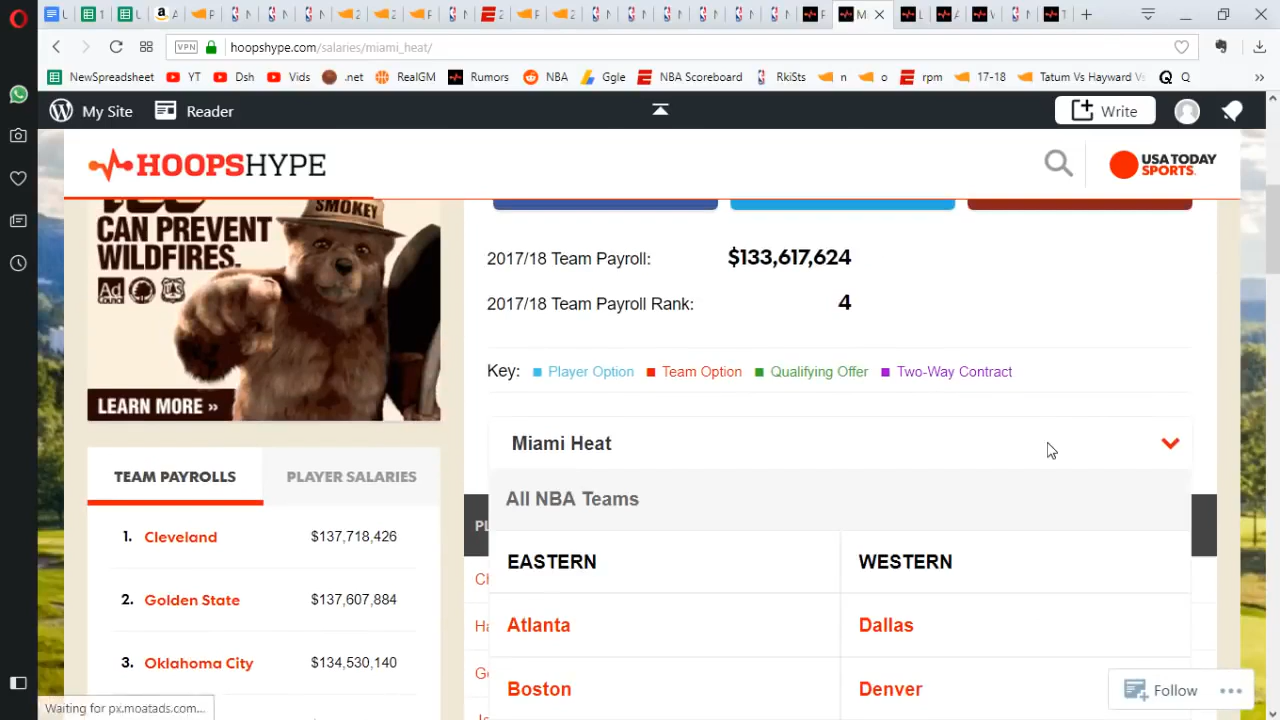 hoopshype.com/salaries/miami_heat/
VPN
NewSpreadsheet YT Dsh Vids .net RealGM Rumors NBA Ggle NBA Scoreboard RkiSts n o rpm 17-18 Tatum Vs Hayward Q
My Site Reader Write
HOOPSHYPE
USA TODAY
SPORTS
SMOKEY
CAN PREVENT
WILDFIRES.
Ad
LEARN MORE »
2017/18 Team Payroll: $133,617,624
2017/18 Team Payroll Rank: 4
Key: Player Option Team Option Qualifying Offer Two-Way Contract
Miami Heat
All NBA Teams
EASTERN WESTERN
Atlanta Dallas
Boston Denver
TEAM PAYROLLS PLAYER SALARIES
1. Cleveland $137,718,426
2. Golden State $137,607,884
3. Oklahoma City $134,530,140
Follow
Waiting for px.moatads.com...